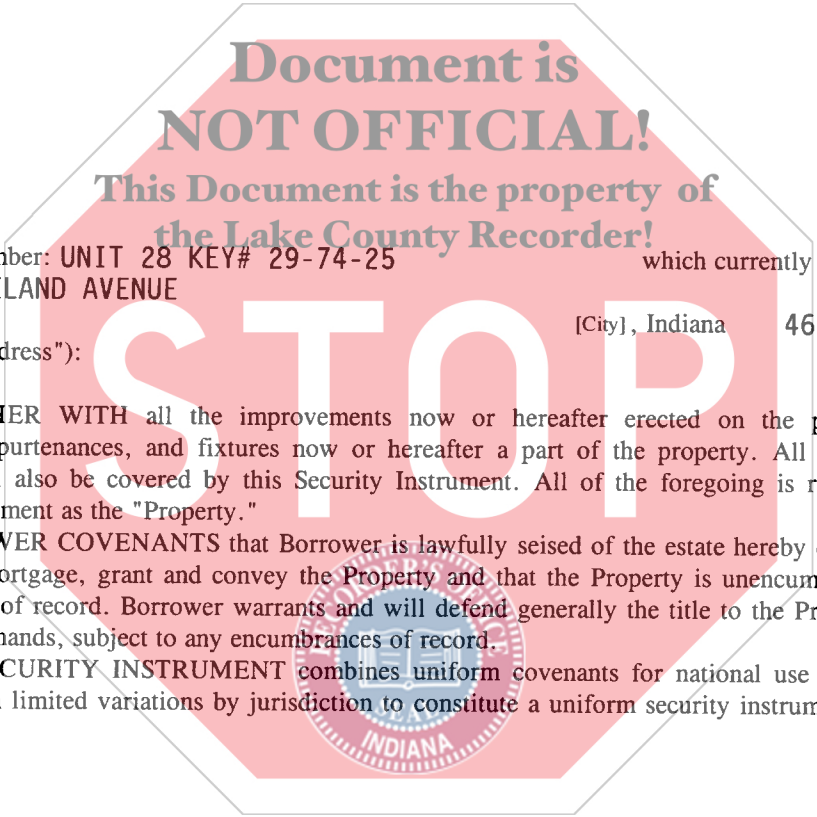 Document is
NOT OFFICIAL!
This Document is the property of
the Lake County Recorder!
nber: UNIT 28 KEY# 29-74-25 which currently
LAND AVENUE
[City], Indiana 46
dress"):
STOP
HER WITH all the improvements now or hereafter erected on the p
purtenances, and fixtures now or hereafter a part of the property. All
also be covered by this Security Instrument. All of the foregoing is r
ment as the "Property."
WER COVENANTS that Borrower is lawfully seised of the estate hereby
ortgage, grant and convey the Property and that the Property is unencum
of record. Borrower warrants and will defend generally the title to the Pr
nands, subject to any encumbrances of record.
CURITY INSTRUMENT combines uniform covenants for national use
limited variations by jurisdiction to constitute a uniform security instrum
RECORDER'S OFFICE
SEAL
INDIANA